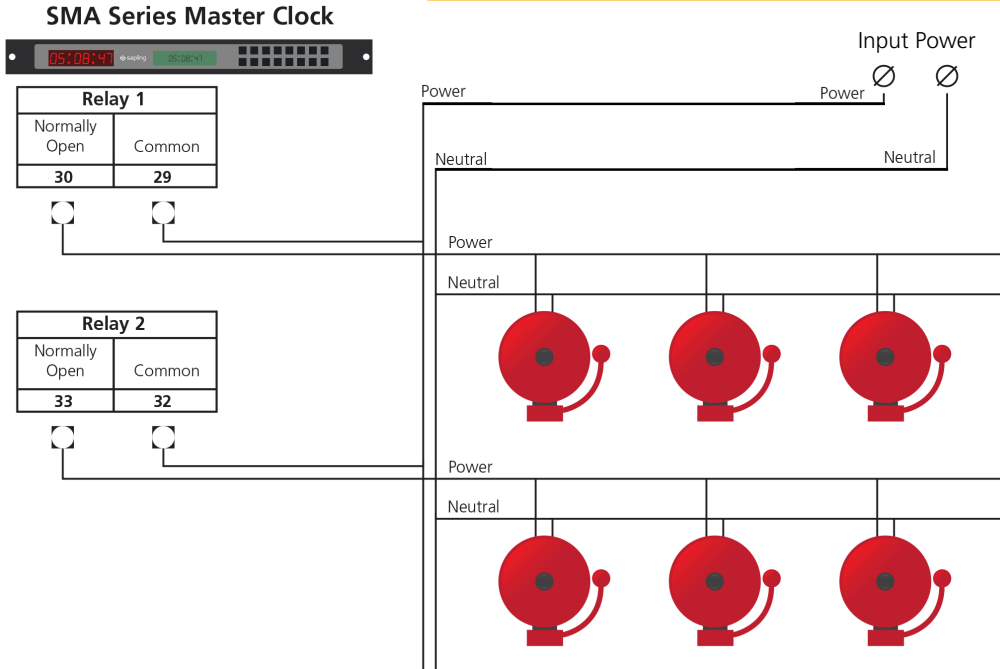 SMA Series Master Clock
05:08:47
sapling
05:08:47
Input Power
Power
Power
Neutral
Neutral
Relay 1
Normally
Open
Common
30
29
Power
Neutral
Relay 2
Normally
Open
Common
33
32
Power
Neutral